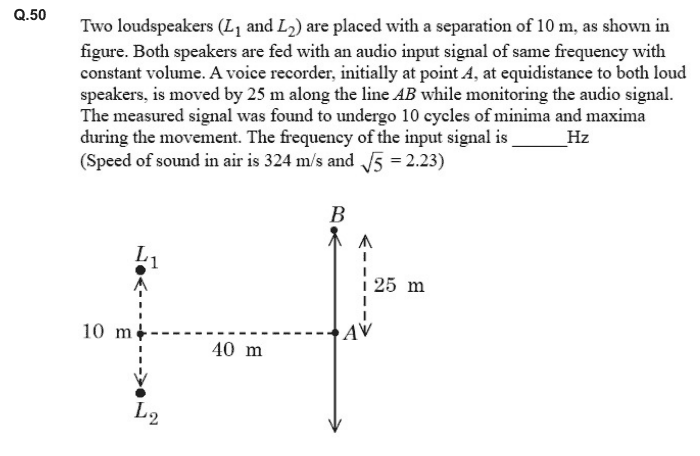 Q.50
Two loudspeakers (L₁ and L₂) are placed with a separation of 10 m, as shown in
figure. Both speakers are fed with an audio input signal of same frequency with
constant volume. A voice recorder, initially at point A, at equidistance to both loud
speakers, is moved by 25 m along the line AB while monitoring the audio signal.
The measured signal was found to undergo 10 cycles of minima and maxima
during the movement. The frequency of the input signal is ______Hz
(Speed of sound in air is 324 m/s and √5 = 2.23)
B
L₁
25 m
10 m
A
40 m
L₂